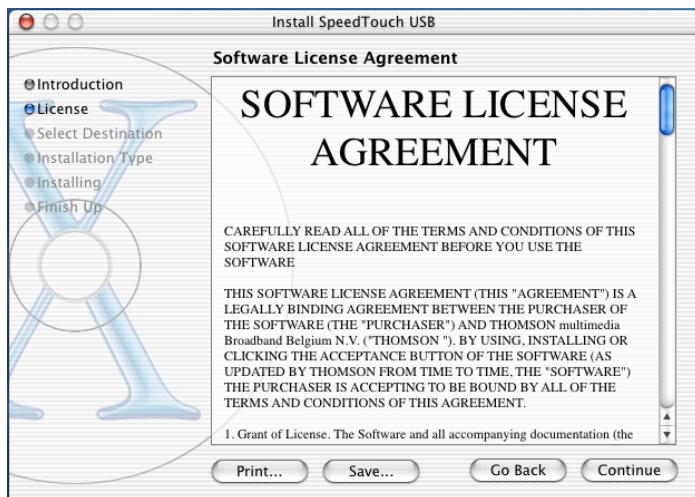 Install SpeedTouch USB
Software License Agreement
Introduction
License
Select Destination
Installation Type
Installing
Finish Up
SOFTWARE LICENSE
AGREEMENT
CAREFULLY READ ALL OF THE TERMS AND CONDITIONS OF THIS
SOFTWARE LICENSE AGREEMENT BEFORE YOU USE THE
SOFTWARE
THIS SOFTWARE LICENSE AGREEMENT (THIS "AGREEMENT") IS A
LEGALLY BINDING AGREEMENT BETWEEN THE PURCHASER OF
THE SOFTWARE (THE "PURCHASER") AND THOMSON multimedia
Broadband Belgium N.V. ("THOMSON "). BY USING, INSTALLING OR
CLICKING THE ACCEPTANCE BUTTON OF THE SOFTWARE (AS
UPDATED BY THOMSON FROM TIME TO TIME, THE "SOFTWARE")
THE PURCHASER IS ACCEPTING TO BE BOUND BY ALL OF THE
TERMS AND CONDITIONS OF THIS AGREEMENT.
1. Grant of License. The Software and all accompanying documentation (the
Print... Save... Go Back Continue